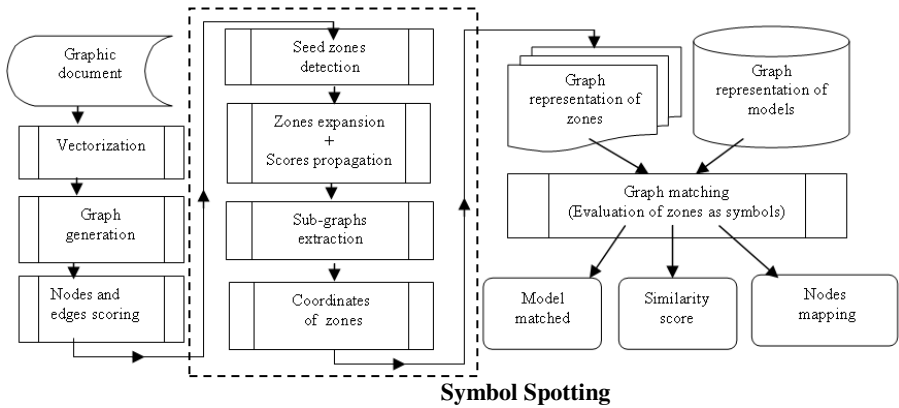 Graphic
document
Vectorization
Graph
generation
Nodes and
edges scoring
Seed zones
detection
Zones expansion
+
Scores propagation
Sub-graphs
extraction
Coordinates
of zones
Graph
representation of
zones
Graph
representation of
models
Graph matching
(Evaluation of zones as symbols)
Model
matched
Similarity
score
Nodes
mapping
Symbol Spotting